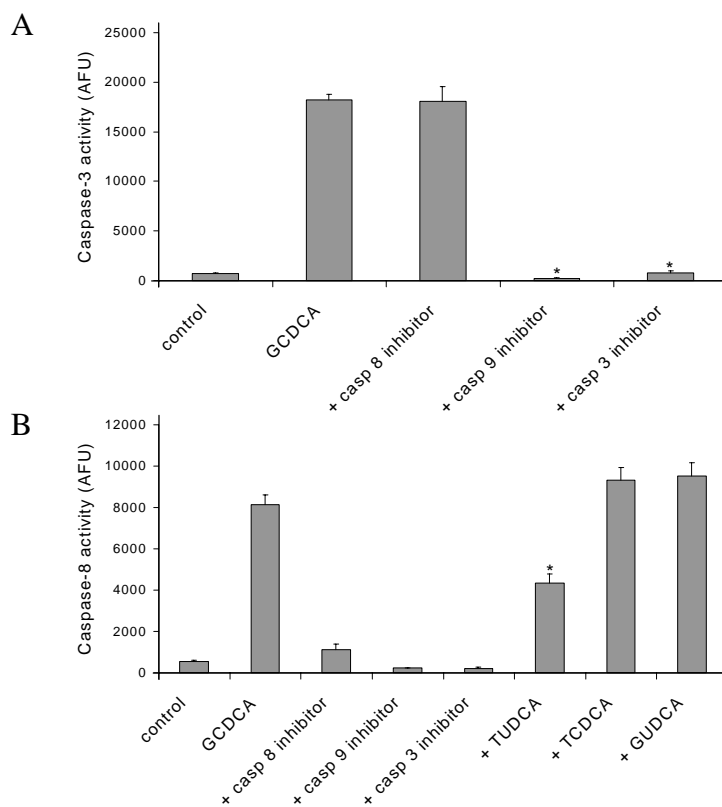 A
Caspase-3 activity (AFU)
25000
20000
15000
10000
5000
0
*
*
control
GCDCA
+ casp 8 inhibitor
+ casp 9 inhibitor
+ casp 3 inhibitor
B
Caspase-8 activity (AFU)
12000
10000
8000
6000
4000
2000
0
*
control
GCDCA
+ casp 8 inhibitor
+ casp 9 inhibitor
+ casp 3 inhibitor
+ TUDCA
+ TCDCA
+ GUDCA